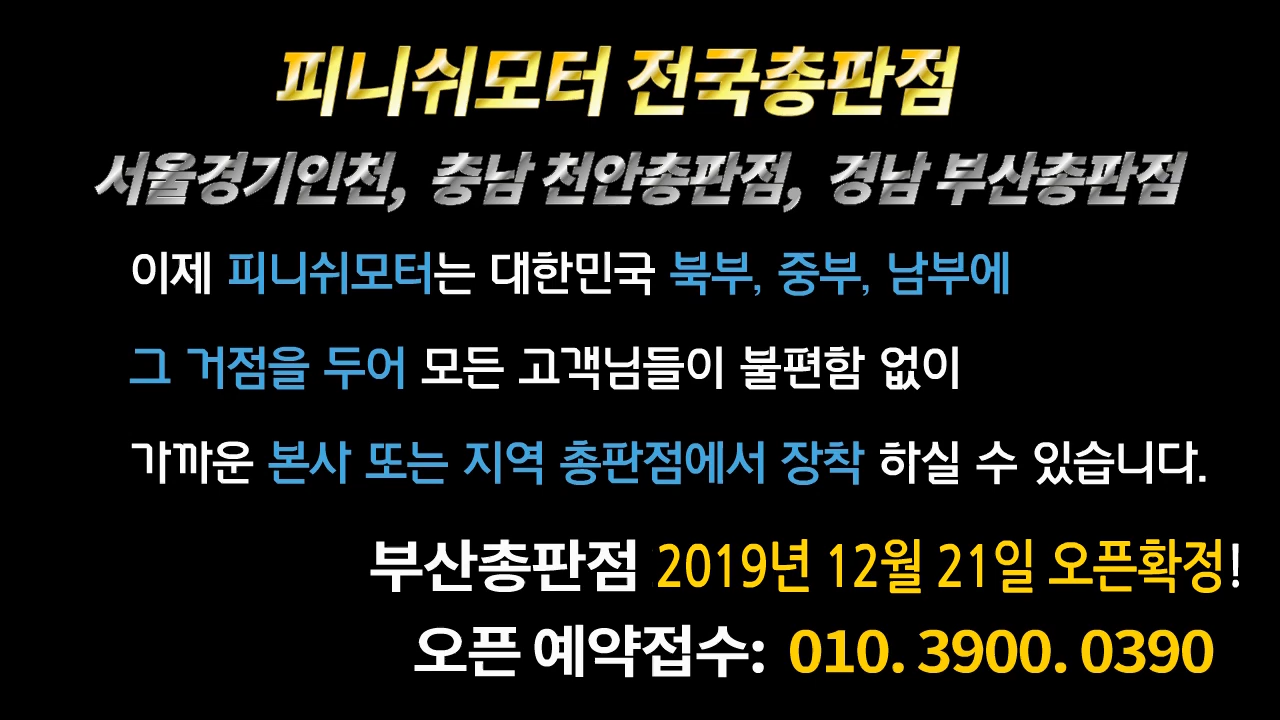 피니쉬모터 전국총판점
서울경기인천, 충남 천안총판점, 경남 부산총판점
이제 피니쉬모터는 대한민국 북부, 중부, 남부에
그 거점을 두어 모든 고객님들이 불편함 없이
가까운 본사 또는 지역 총판점에서 장착 하실 수 있습니다.
부산총판점 2019년 12월 21일 오픈확정!
오픈 예약접수: 010. 3900. 0390